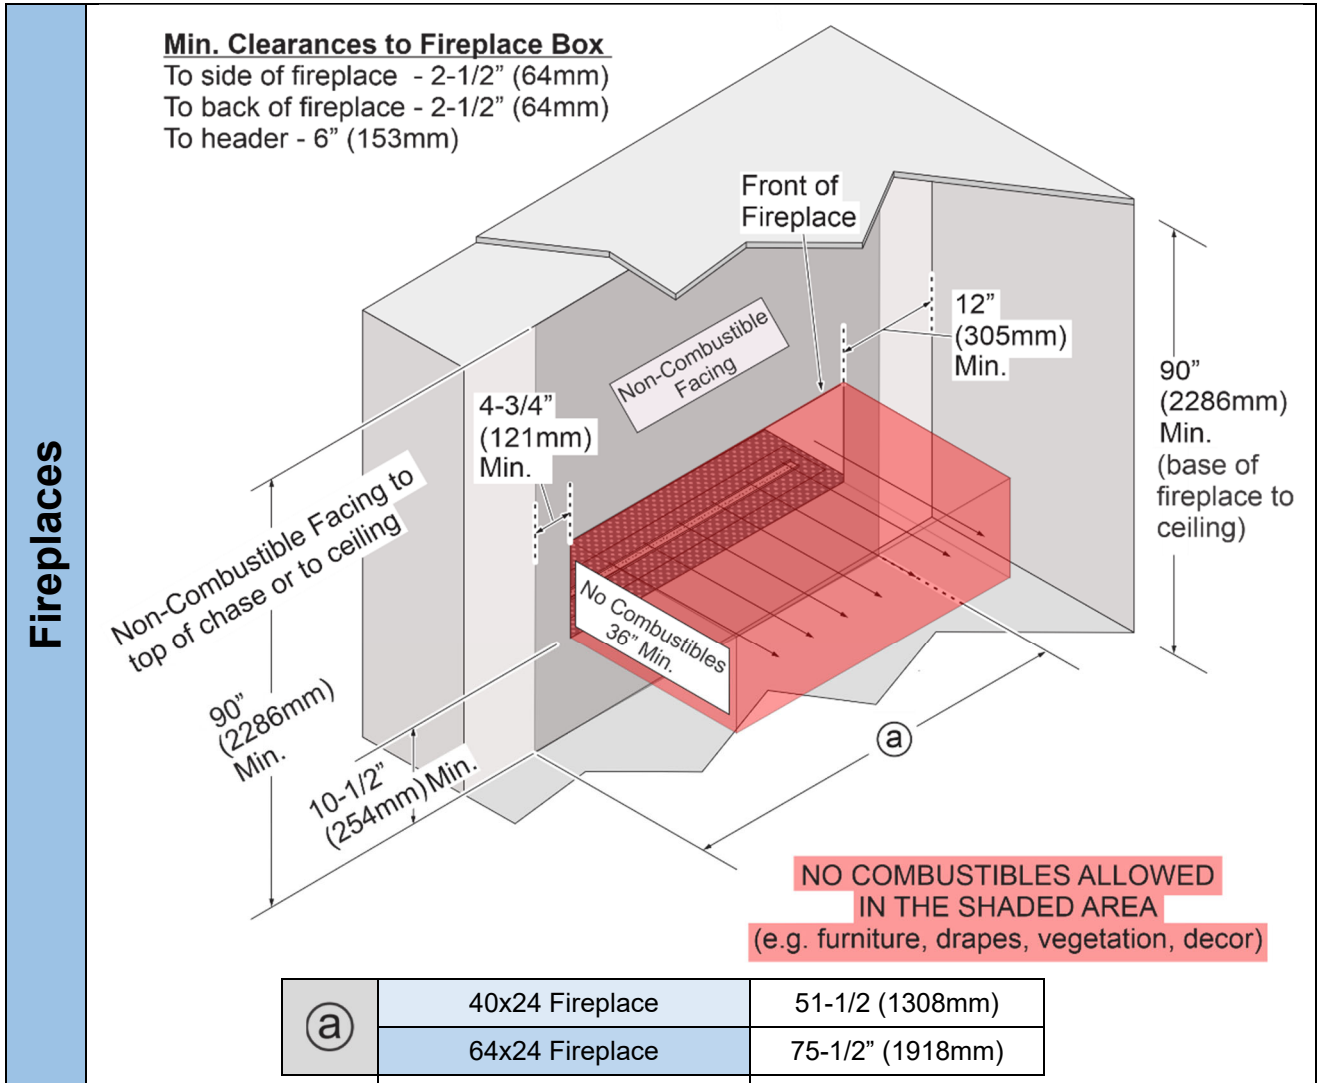 Fireplaces
Min. Clearances to Fireplace Box
To side of fireplace - 2-1/2” (64mm)
To back of fireplace - 2-1/2” (64mm)
To header - 6” (153mm)
Front of
Fireplace
12”
(305mm)
Min.
Non-Combustible
Facing
4-3/4”
(121mm)
Min.
90”
(2286mm)
Min.
(base of
fireplace to
ceiling)
Non-Combustible Facing to
top of chase or to ceiling
No Combustibles
36” Min.
90”
(2286mm)
Min.
10-1/2”
(254mm) Min.
a
NO COMBUSTIBLES ALLOWED
IN THE SHADED AREA
(e.g. furniture, drapes, vegetation, decor)
a
40x24 Fireplace 51-1/2 (1308mm)
64x24 Fireplace 75-1/2” (1918mm)